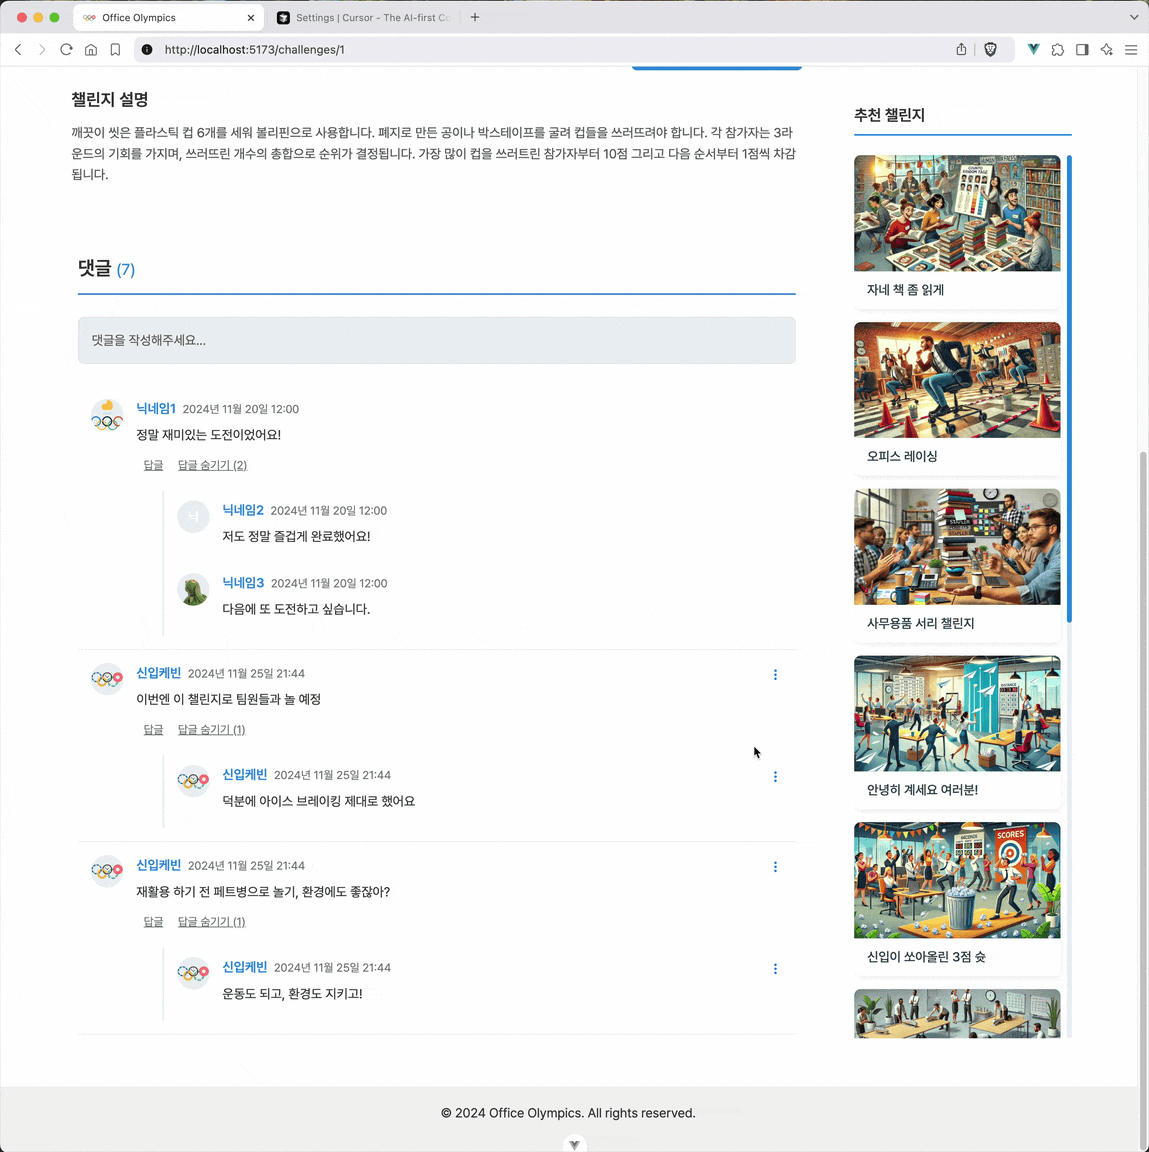 Office Olympics
Settings | Cursor - The AI-first Co
http://localhost:5173/challenges/1
챌린지 설명
깨끗이 씻은 플라스틱 컵 6개를 세워 볼리핀으로 사용합니다. 폐지로 만든 공이나 박스테이프를 굴려 컵들을 쓰러뜨려야 합니다. 각 참가자는 3라
운드의 기회를 가지며, 쓰러뜨린 개수의 총합으로 순위가 결정됩니다. 가장 많이 컵을 쓰러트린 참가자부터 10점 그리고 다음 순서부터 1점씩 차감
됩니다.
댓글 (7)
댓글을 작성해주세요...
닉네임1 2024년 11월 20일 12:00
정말 재미있는 도전이었어요!
답글 답글 숨기기 (2)
닉
닉네임2 2024년 11월 20일 12:00
저도 정말 즐겁게 완료했어요!
닉네임3 2024년 11월 20일 12:00
다음에 또 도전하고 싶습니다.
신입케빈 2024년 11월 25일 21:44
이번엔 이 챌린지로 팀원들과 놀 예정
답글 답글 숨기기 (1)
신입케빈 2024년 11월 25일 21:44
덕분에 아이스 브레이킹 제대로 했어요
신입케빈 2024년 11월 25일 21:44
재활용 하기 전 페트병으로 놀기, 환경에도 좋잖아?
답글 답글 숨기기 (1)
신입케빈 2024년 11월 25일 21:44
운동도 되고, 환경도 지키고!
추천 챌린지
자네 책 좀 읽게
오피스 레이싱
STAPLER
사무용품 서리 챌린지
안녕히 계세요 여러분!
SCORES
신입이 쏘아올린 3점 슛
© 2024 Office Olympics. All rights reserved.